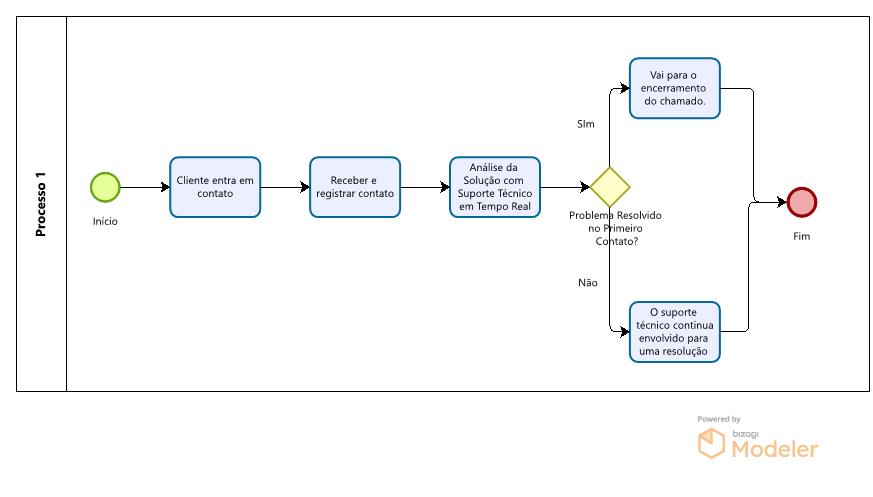 Processo 1
Início
Cliente entra em
contato
Receber e
registrar contato
Análise da
Solução com
Suporte Técnico
em Tempo Real
Problema Resolvido
no Primeiro
Contato?
SIm
Vai para o
encerramento
do chamado.
Não
O suporte
técnico continua
envolvido para
uma resolução
Fim
Powered by
bizagi
Modeler